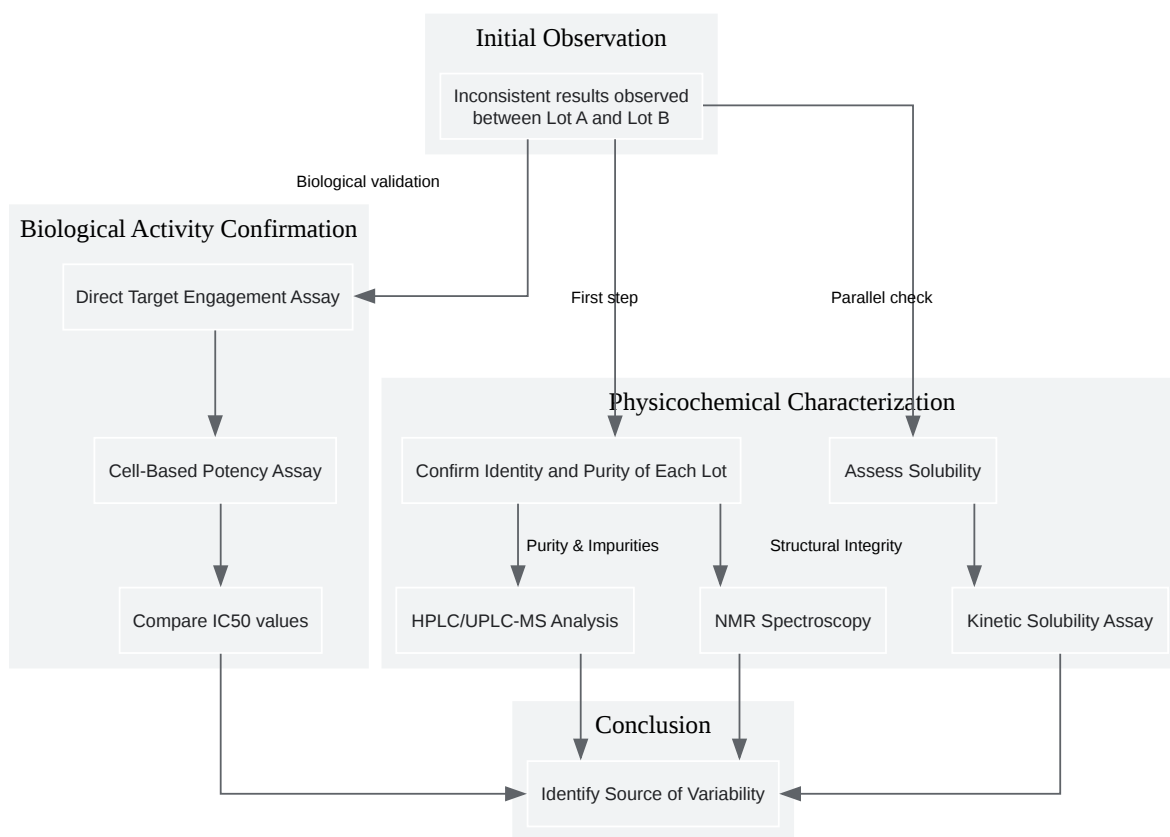 Initial Observation
Inconsistent results observed
between Lot A and Lot B
Biological validation
Biological Activity Confirmation
Direct Target Engagement Assay
First step
Parallel check
Physicochemical Characterization
Cell-Based Potency Assay
Confirm Identity and Purity of Each Lot
Assess Solubility
Purity & Impurities
Structural Integrity
Compare IC50 values
HPLC/UPLC-MS Analysis
NMR Spectroscopy
Kinetic Solubility Assay
Conclusion
Identify Source of Variability